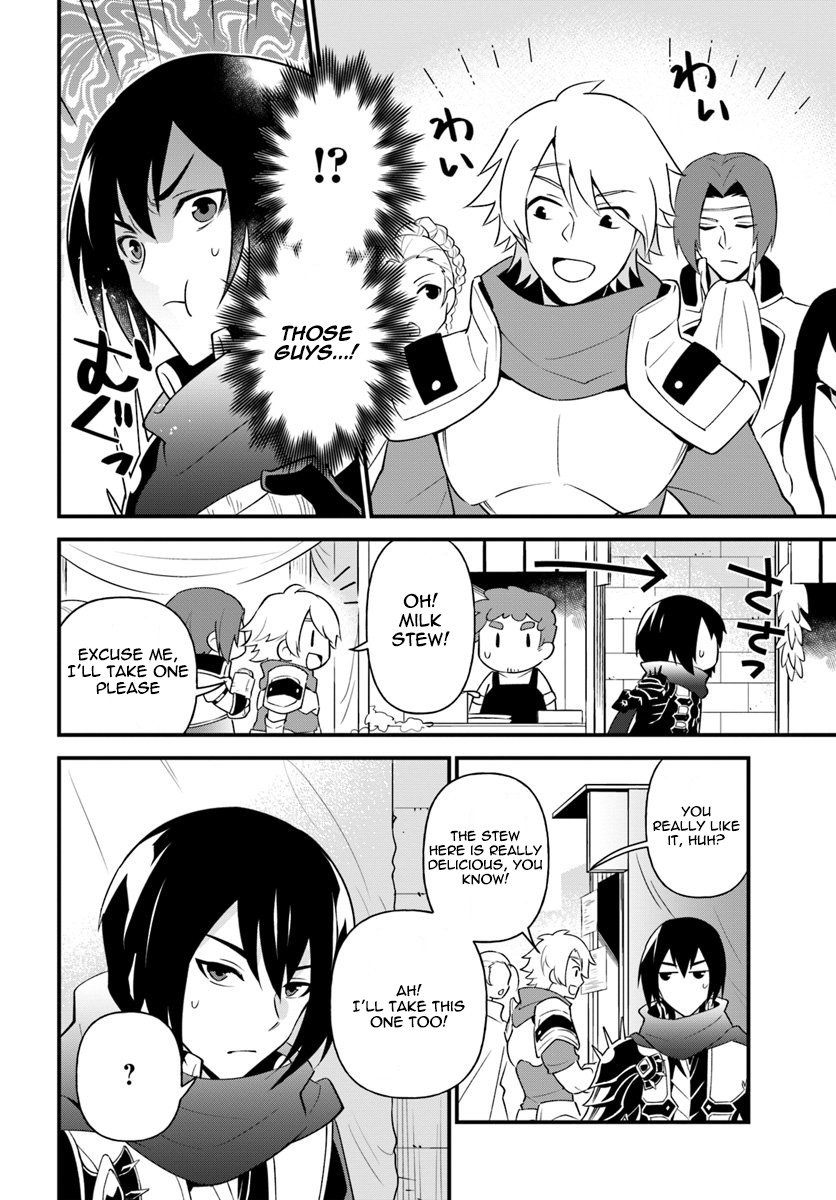 わい
わい
!?
THOSE
GUYS...!
むぐっ
ささっ
OH!
MILK
STEW!
EXCUSE ME,
I'LL TAKE ONE
PLEASE
YOU
REALLY LIKE
IT, HUH?
THE STEW
HERE IS REALLY
DELICIOUS, YOU
KNOW!
AH!
I'LL TAKE THIS
ONE TOO!
?